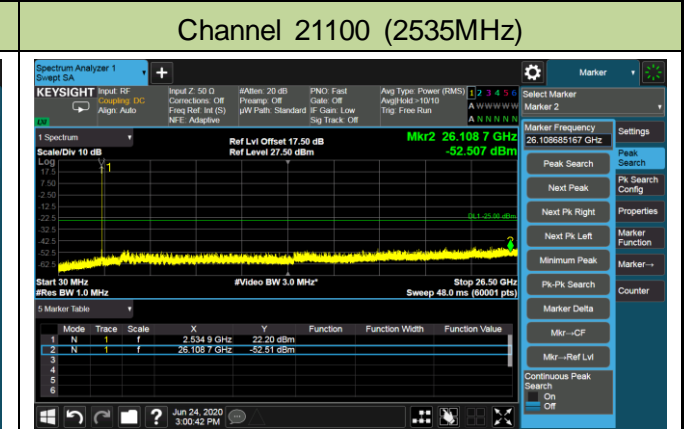 Channel 21100 (2535MHz)
Spectrum Analyzer 1
Swept SA
+
Marker
KEYSIGHT
Input: RF
Coupling: DC
Align: Auto
Input Z: 50 Ω
Corrections: Off
Freq Ref: Int (S)
NFE: Adaptive
#Atten: 20 dB
Preamp: Off
µW Path: Standard
PNO: Fast
Gate: Off
IF Gain: Low
Sig Track: Off
Avg Type: Power (RMS)
Avg|Hold:>10/10
Trig: Free Run
1 2 3 4 5 6
A W W W W W
A N N N N N
LV
Select Marker
Marker 2
1 Spectrum
Scale/Div 10 dB
Ref Lvl Offset 17.50 dB
Ref Level 27.50 dBm
Mkr2 26.108 7 GHz
-52.507 dBm
Log
17.5
7.50
-2.50
-12.5
-22.5
-32.5
-42.5
-52.5
-62.5
1
DL1 -25.00 dBm
2
Start 30 MHz
#Res BW 1.0 MHz
#Video BW 3.0 MHz*
Stop 26.50 GHz
Sweep 48.0 ms (60001 pts)
5 Marker Table
Mode Trace Scale X Y Function Function Width Function Value
1 N 1 f 2.534 9 GHz 22.20 dBm
2 N 1 f 26.108 7 GHz -52.51 dBm
3
4
5
6
Marker Frequency
26.108685167 GHz
Peak Search
Next Peak
Next Pk Right
Next Pk Left
Minimum Peak
Pk-Pk Search
Marker Delta
Mkr→CF
Mkr→Ref Lvl
Continuous Peak
Search
On
Off
Settings
Peak
Search
Pk Search
Config
Properties
Marker
Function
Marker→
Counter
?
Jun 24, 2020
3:00:42 PM